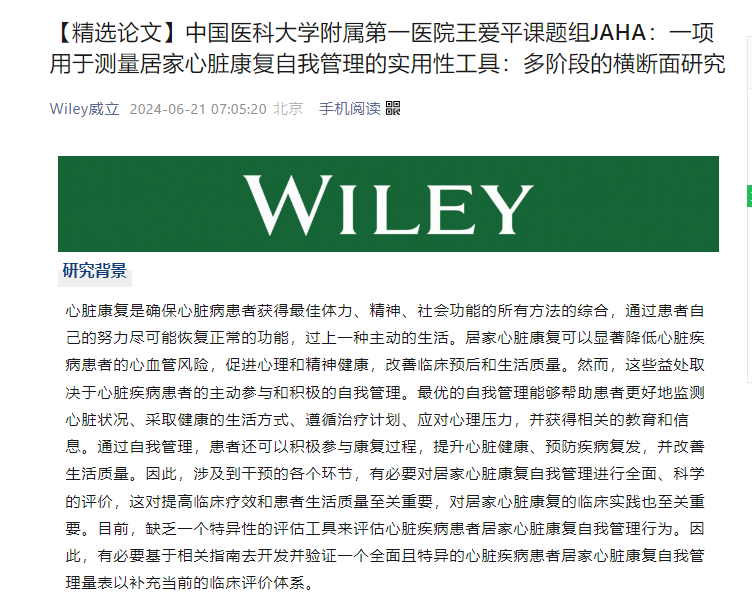 【精选论文】中国医科大学附属第一医院王爱平课题组JAHA：一项
用于测量居家心脏康复自我管理的实用性工具：多阶段的横断面研究
Wiley威立 2024-06-21 07:05:20 北京 手机阅读
WILEY
研究背景
心脏康复是确保心脏病患者获得最佳体力、精神、社会功能的所有方法的综合，通过患者自
己的努力尽可能恢复正常的功能，过上一种主动的生活。居家心脏康复可以显著降低心脏疾
病患者的心血管风险，促进心理和精神健康，改善临床预后和生活质量。然而，这些益处取
决于心脏疾病患者的主动参与和积极的自我管理。最优的自我管理能够帮助患者更好地监测
心脏状况、采取健康的生活方式、遵循治疗计划、应对心理压力，并获得相关的教育和信
息。通过自我管理，患者还可以积极参与康复过程，提升心脏健康、预防疾病复发，并改善
生活质量。因此，涉及到干预的各个环节，有必要对居家心脏康复自我管理进行全面、科学
的评价，这对提高临床疗效和患者生活质量至关重要，对居家心脏康复的临床实践也至关重
要。目前，缺乏一个特异性的评估工具来评估心脏疾病患者居家心脏康复自我管理行为。因
此，有必要基于相关指南去开发并验证一个全面且特异的心脏疾病患者居家心脏康复自我管
理量表以补充当前的临床评价体系。